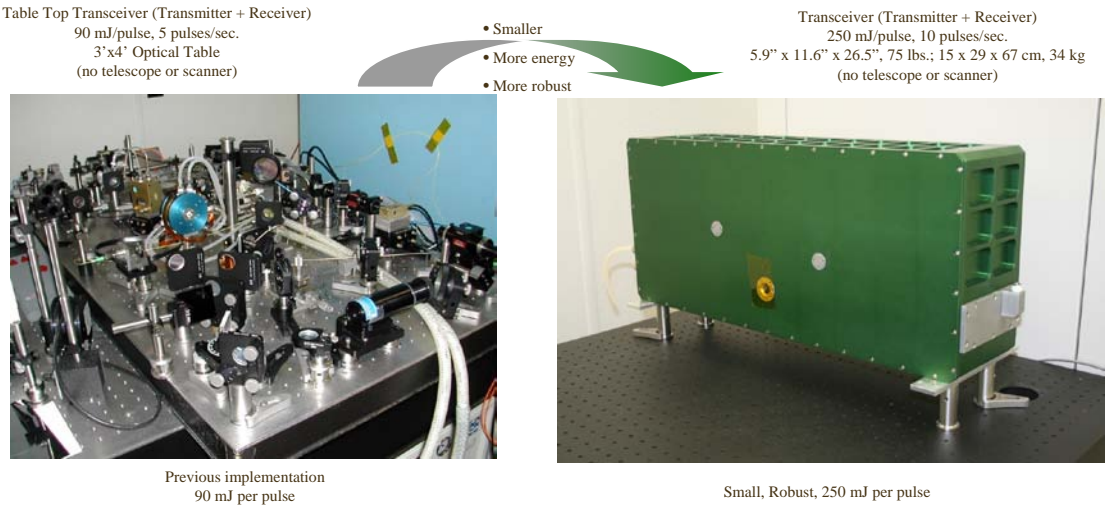 Table Top Transceiver (Transmitter + Receiver)
90 mJ/pulse, 5 pulses/sec.
3’x4’ Optical Table
(no telescope or scanner)
• Smaller
• More energy
• More robust
Transceiver (Transmitter + Receiver)
250 mJ/pulse, 10 pulses/sec.
5.9” x 11.6” x 26.5”, 75 lbs.; 15 x 29 x 67 cm, 34 kg
(no telescope or scanner)
Previous implementation
90 mJ per pulse
Small, Robust, 250 mJ per pulse